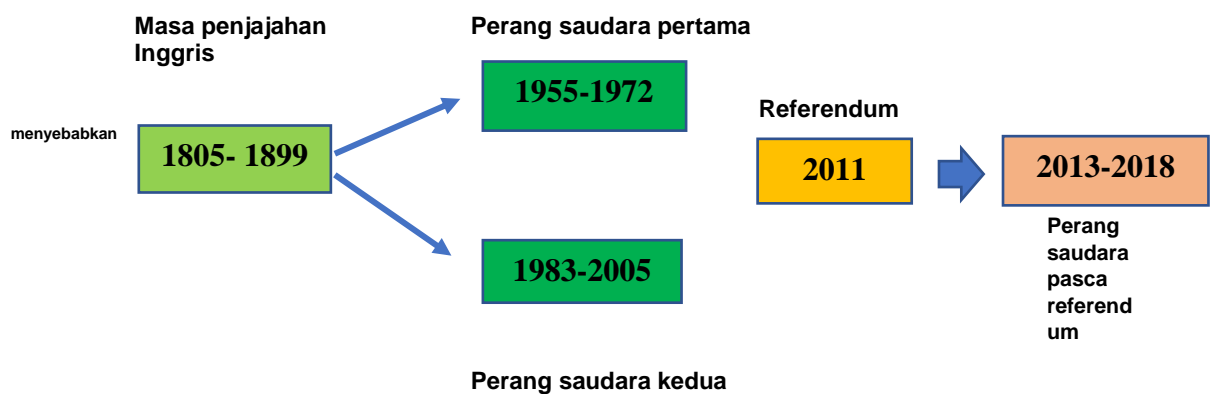 Masa penjajahan
Inggris
Perang saudara pertama
1955-1972
Referendum
menyebabkan
1805- 1899
2011
2013-2018
Perang
saudara
pasca
referend
um
1983-2005
Perang saudara kedua